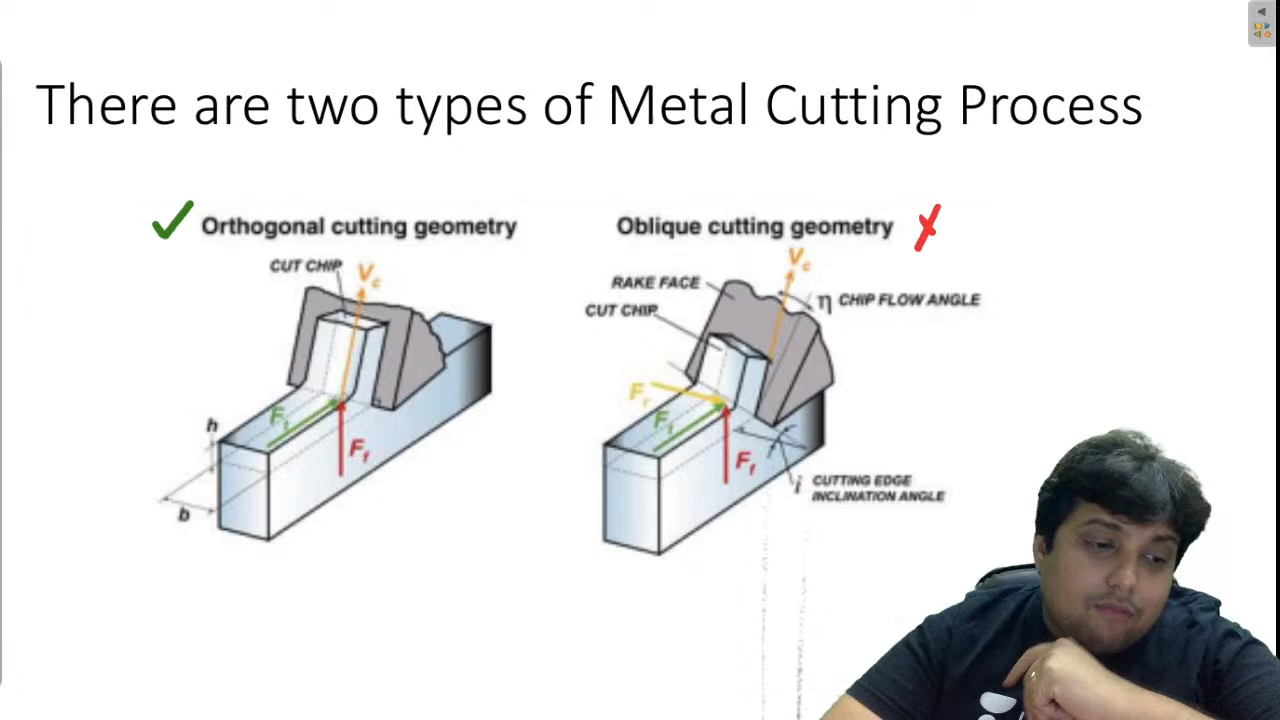 There are two types of Metal Cutting Process
Orthogonal cutting geometry
CUT CHIP
Vc
Ft
Ff
h
b
Oblique cutting geometry
Vc
RAKE FACE
η CHIP FLOW ANGLE
CUT CHIP
Fr
Ft
Ff
i
CUTTING EDGE
INCLINATION ANGLE